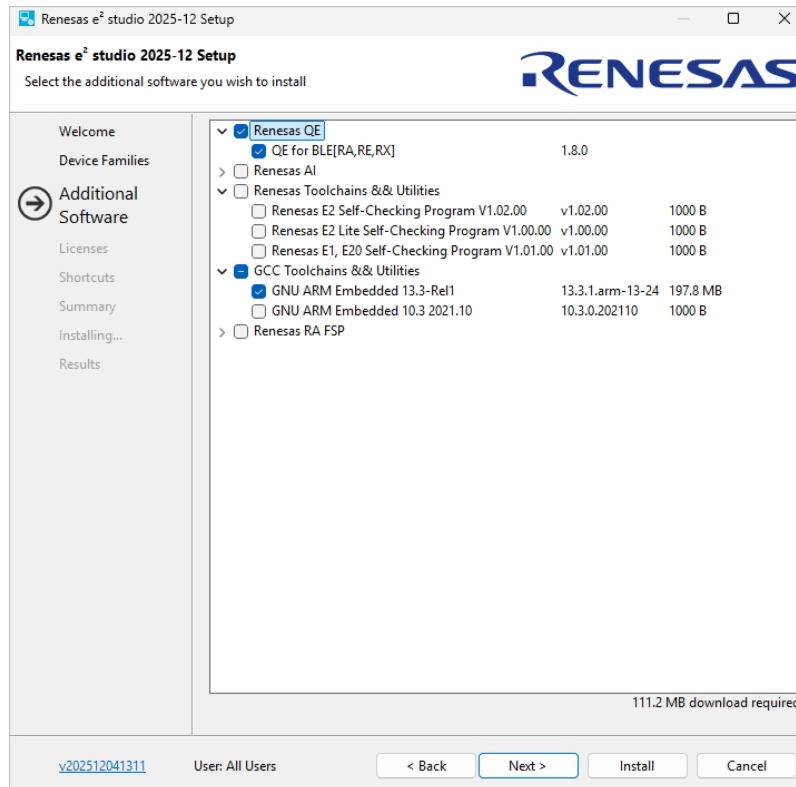 Renesas e² studio 2025-12 Setup
Renesas e² studio 2025-12 Setup
Select the additional software you wish to install
RENESAS
Welcome
Device Families
Additional
Software
Licenses
Shortcuts
Summary
Installing...
Results
Renesas QE
QE for BLE[RA,RE,RX] 1.8.0
Renesas AI
Renesas Toolchains && Utilities
Renesas E2 Self-Checking Program V1.02.00 v1.02.00 1000 B
Renesas E2 Lite Self-Checking Program V1.00.00 v1.00.00 1000 B
Renesas E1, E20 Self-Checking Program V1.01.00 v1.01.00 1000 B
GCC Toolchains && Utilities
GNU ARM Embedded 13.3-Rel1 13.3.1.arm-13-24 197.8 MB
GNU ARM Embedded 10.3 2021.10 10.3.0.202110 1000 B
Renesas RA FSP
111.2 MB download required
v202512041311 User: All Users < Back Next > Install Cancel